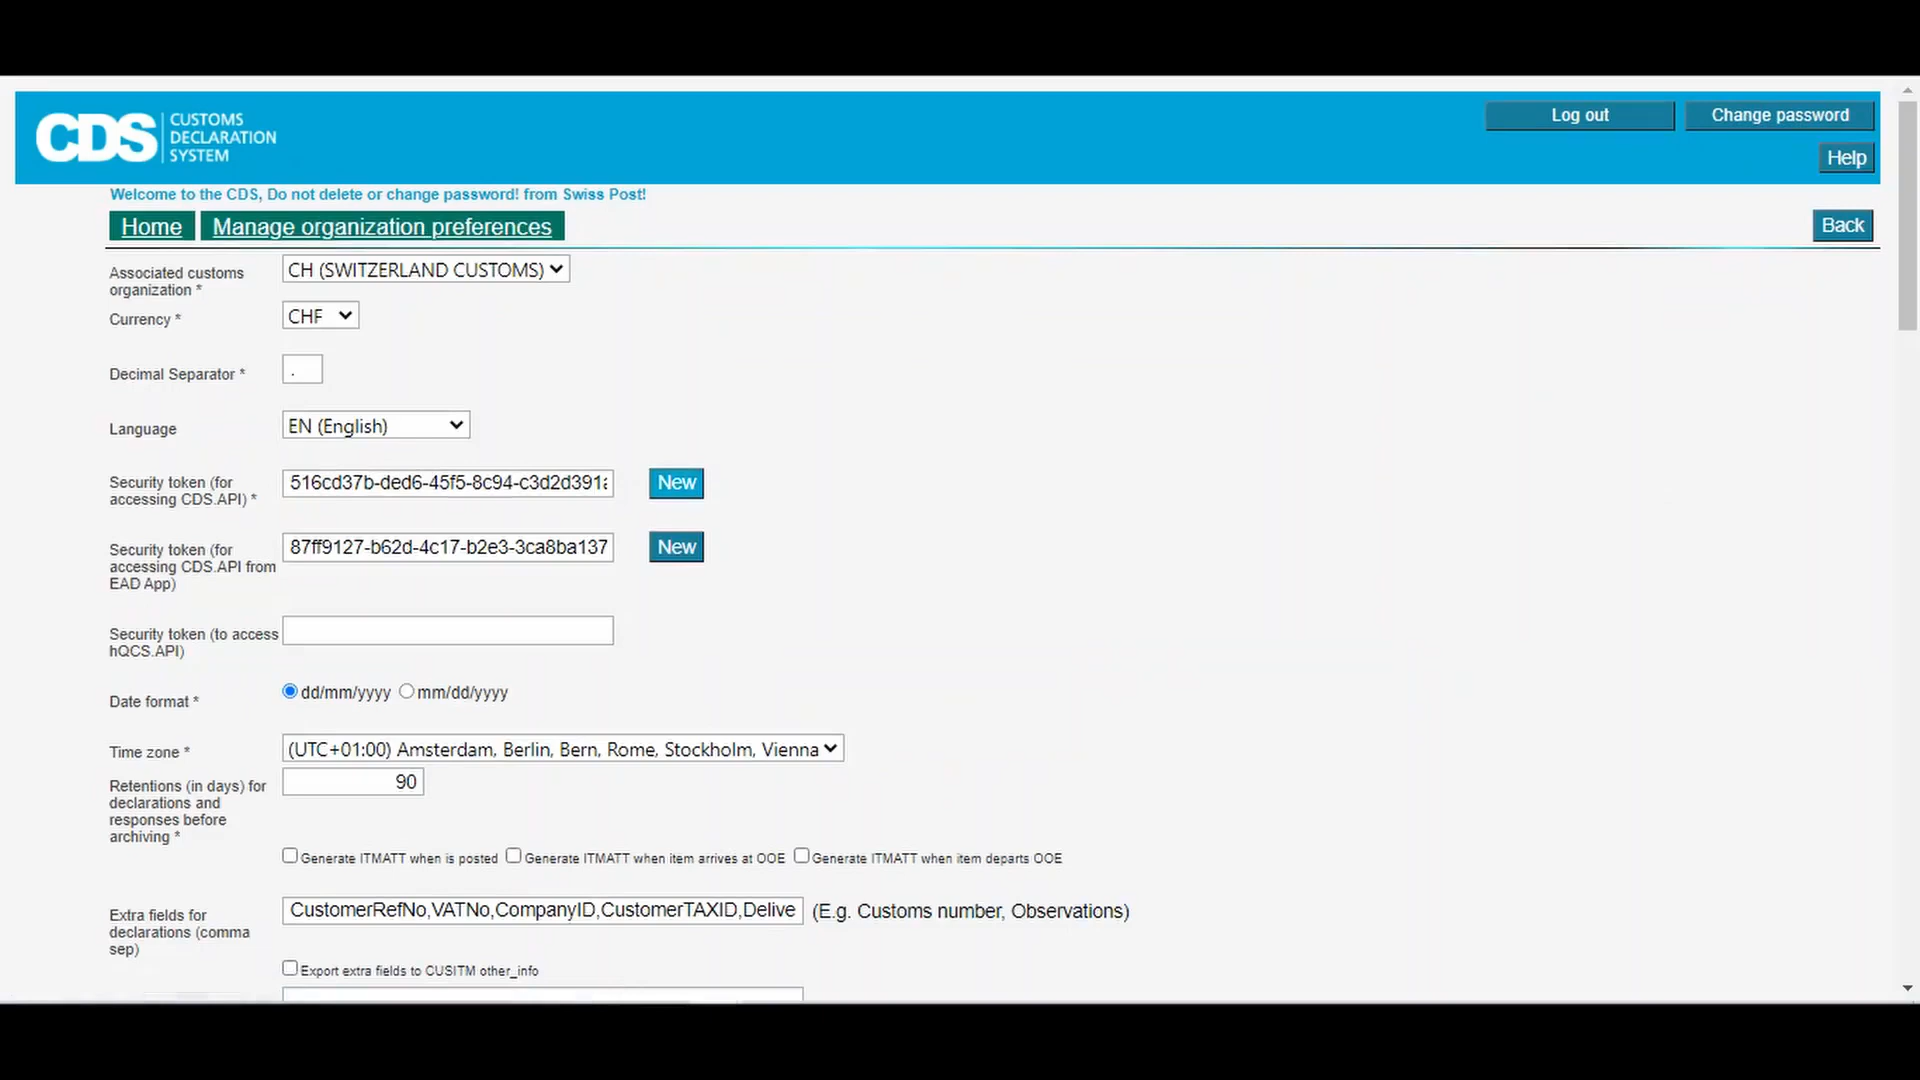 CDS CUSTOMS DECLARATION SYSTEM
Log out
Change password
Help
Welcome to the CDS, Do not delete or change password! from Swiss Post!
Home
Manage organization preferences
Back
Associated customs
organization *
CH (SWITZERLAND CUSTOMS)
Currency *
CHF
Decimal Separator *
.
Language
EN (English)
Security token (for
accessing CDS.API) *
516cd37b-ded6-45f5-8c94-c3d2d391
New
Security token (for
accessing CDS.API from
EAD App)
87ff9127-b62d-4c17-b2e3-3ca8ba137
New
Security token (to access
hQCS.API)
Date format *
dd/mm/yyyy mm/dd/yyyy
Time zone *
(UTC+01:00) Amsterdam, Berlin, Bern, Rome, Stockholm, Vienna
Retentions (in days) for
declarations and
responses before
archiving *
90
Generate ITMATT when is posted Generate ITMATT when item arrives at OOE Generate ITMATT when item departs OOE
Extra fields for
declarations (comma
sep)
CustomerRefNo,VATNo,CompanyID,CustomerTAXID,Delive
(E.g. Customs number, Observations)
Export extra fields to CUSITM other_info